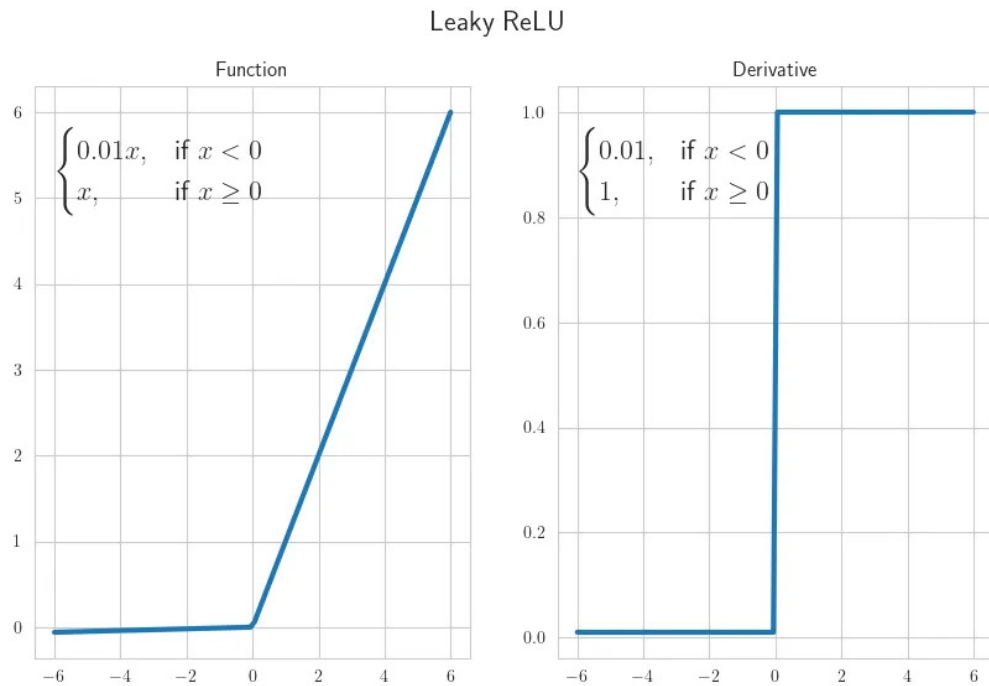 Leaky ReLU
Function
6
5
4
3
2
1
0
−6 −4 −2 0 2 4 6
0.01x, if x < 0
x, if x ≥ 0
Derivative
1.0
0.8
0.6
0.4
0.2
0.0
−6 −4 −2 0 2 4 6
0.01, if x < 0
1, if x ≥ 0